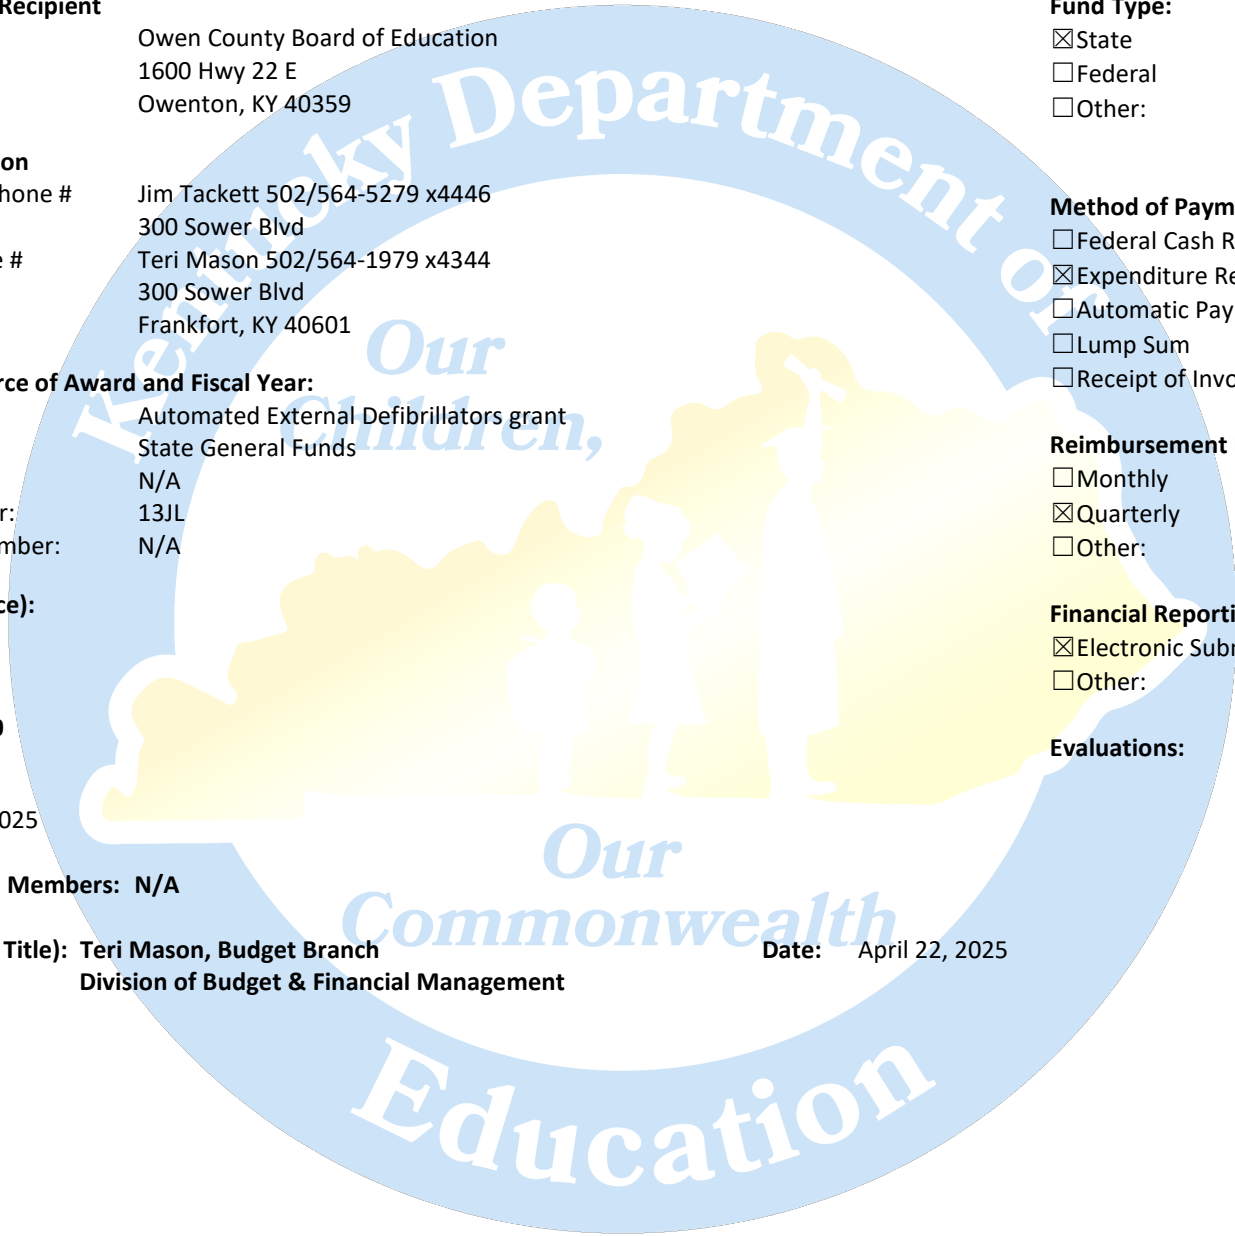 Recipient
Owen County Board of Education
1600 Hwy 22 E
Owenton, KY 40359
on
hone # Jim Tackett 502/564-5279 x4446
300 Sower Blvd
e # Teri Mason 502/564-1979 x4344
300 Sower Blvd
Frankfort, KY 40601
rce of Award and Fiscal Year:
Automated External Defibrillators grant
State General Funds
N/A
r: 13JL
mber: N/A
ce):
025
Members: N/A
Title): Teri Mason, Budget Branch
Division of Budget & Financial Management
Date: April 22, 2025
Fund Type:
☒State
☐Federal
☐Other:
Method of Paym
☐Federal Cash R
☒Expenditure Re
☐Automatic Pay
☐Lump Sum
☐Receipt of Invo
Reimbursement
☐Monthly
☒Quarterly
☐Other:
Financial Reporti
☒Electronic Subr
☐Other:
Evaluations:
Kentucky Department of
Education
Our
Children,
Our
Commonwealth